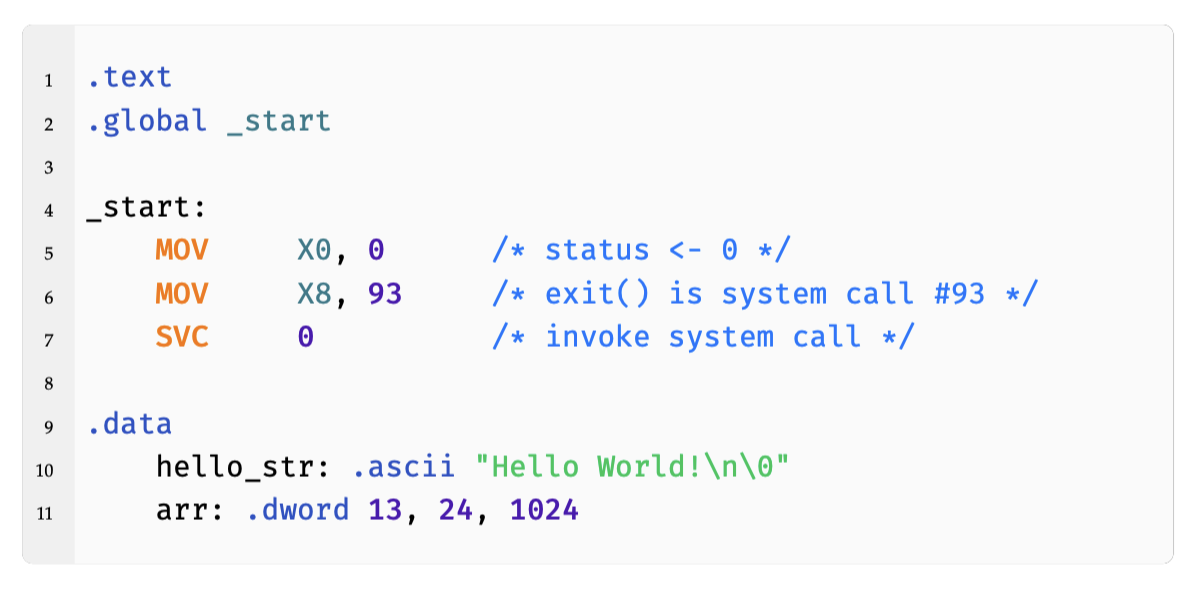 1 .text
2 .global _start
3
4 _start:
5 MOV X0, 0 /* status <- 0 */
6 MOV X8, 93 /* exit() is system call #93 */
7 SVC 0 /* invoke system call */
8
9 .data
10 hello_str: .ascii "Hello World!\n\0"
11 arr: .dword 13, 24, 1024